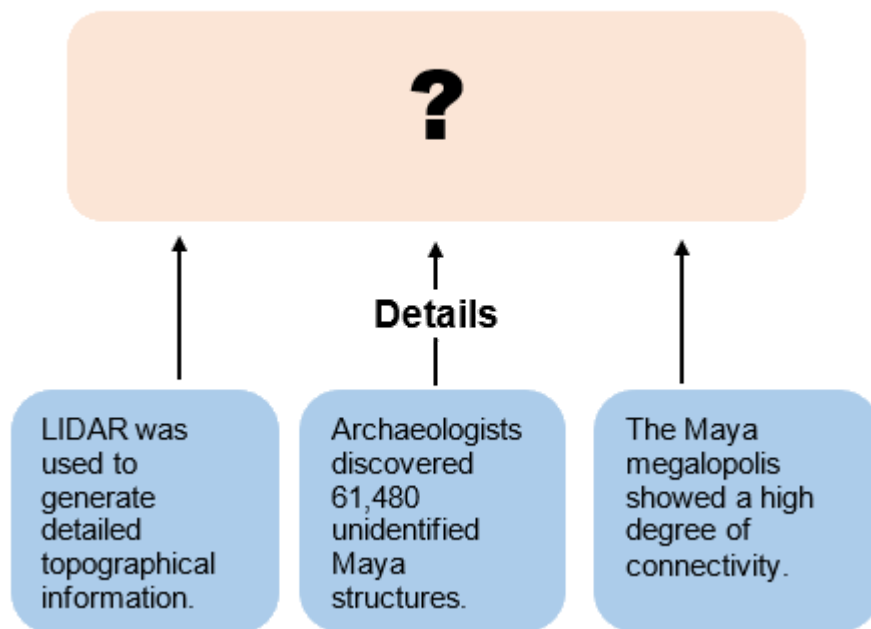 ?
Details
LIDAR was
used to
generate
detailed
topographical
information.
Archaeologists
discovered
61,480
unidentified
Maya
structures.
The Maya
megalopolis
showed a high
degree of
connectivity.